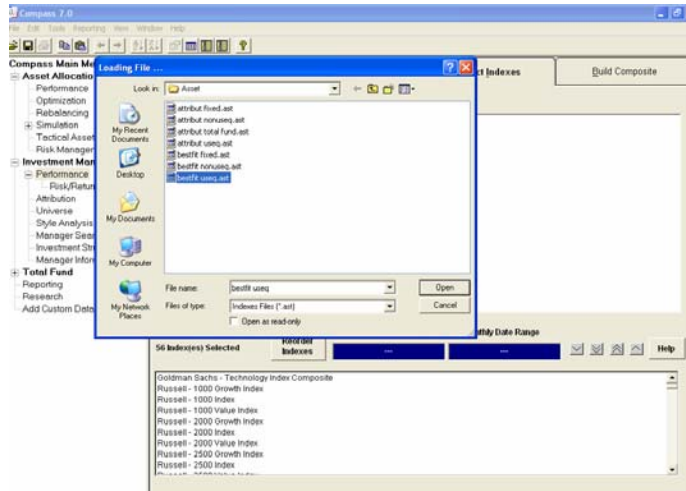 Compass 7.0
File Edit Tools Reporting View Window Help
Compass Main Me
Asset Allocatio
Performance
Optimization
Rebalancing
Simulation
Tactical Asset
Risk Manager
Investment Man
Performance
Risk/Retur
Attribution
Universe
Style Analysis
Manager Sear
Investment Str
Manager Infor
Total Fund
Reporting
Research
Add Custom Data
Loading File ...
Look in:
Asset
My Recent
Documents
Desktop
My Documents
My Computer
My Network
Places
attribut fixed.ast
attribut nonuseq.ast
attribut total fund.ast
attribut useq.ast
bestfit fixed.ast
bestfit nonuseq.ast
bestfit useq.ast
File name:
bestfit useq
Open
Files of type:
Indexes Files (*.ast)
Cancel
Open as read-only
ct Indexes
Build Composite
nthly Date Range
56 Index(es) Selected
Reorder
Indexes
---
---
Help
Goldman Sachs - Technology Index Composite
Russell - 1000 Growth Index
Russell - 1000 Index
Russell - 1000 Value Index
Russell - 2000 Growth Index
Russell - 2000 Index
Russell - 2000 Value Index
Russell - 2500 Growth Index
Russell - 2500 Index